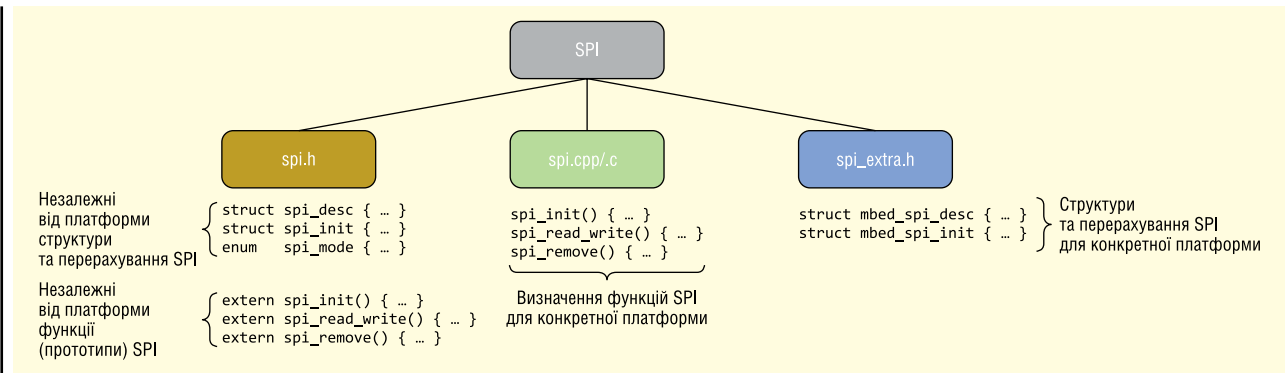 SPI
spi.h
spi.cpp/.c
spi_extra.h
Незалежні
від платформи
структури
та перерахування SPI
struct spi_desc { … }
struct spi_init { … }
enum   spi_mode { … }
Незалежні
від платформи
функції
(прототипи) SPI
extern spi_init() { … }
extern spi_read_write() { … }
extern spi_remove() { … }
spi_init() { … }
spi_read_write() { … }
spi_remove() { … }
Визначення функцій SPI
для конкретної платформи
struct mbed_spi_desc { … }
struct mbed_spi_init { … }
Структури
та перерахування SPI
для конкретної платформи